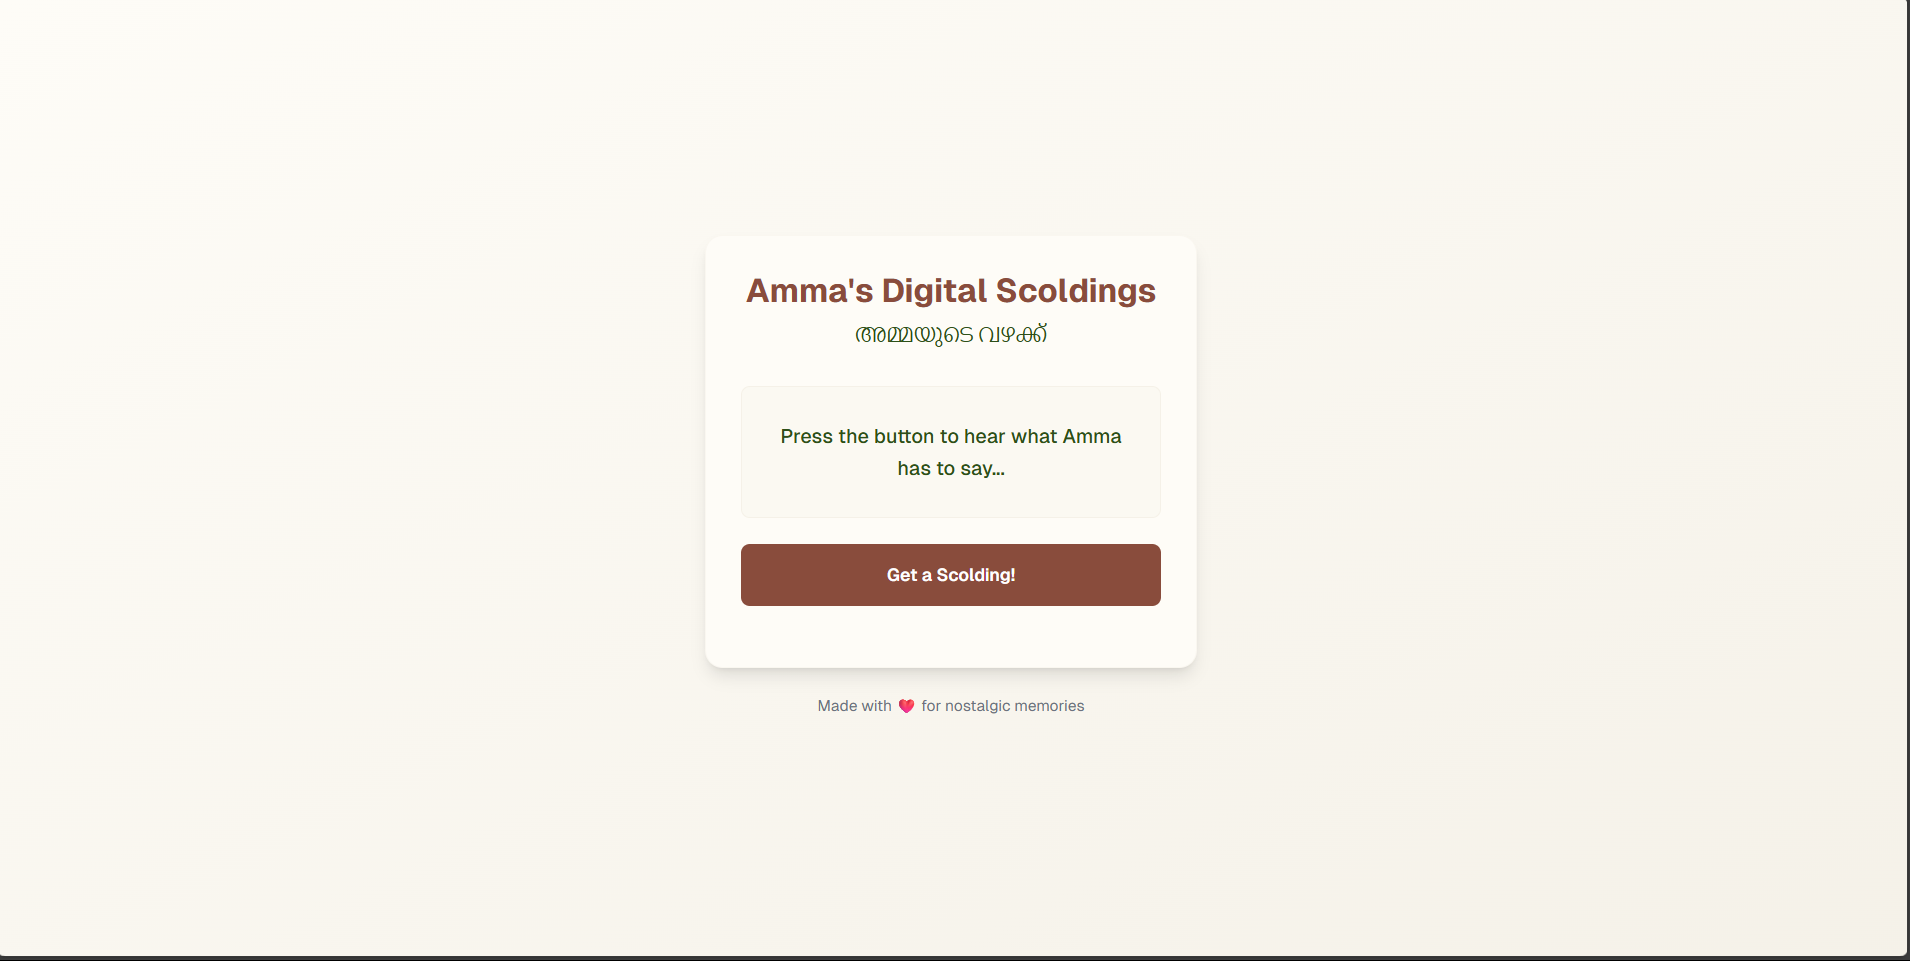 Amma's Digital Scoldings
അമ്മയുടെ വഴക്ക്
Press the button to hear what Amma
has to say...
Get a Scolding!
Made with ❤️ for nostalgic memories